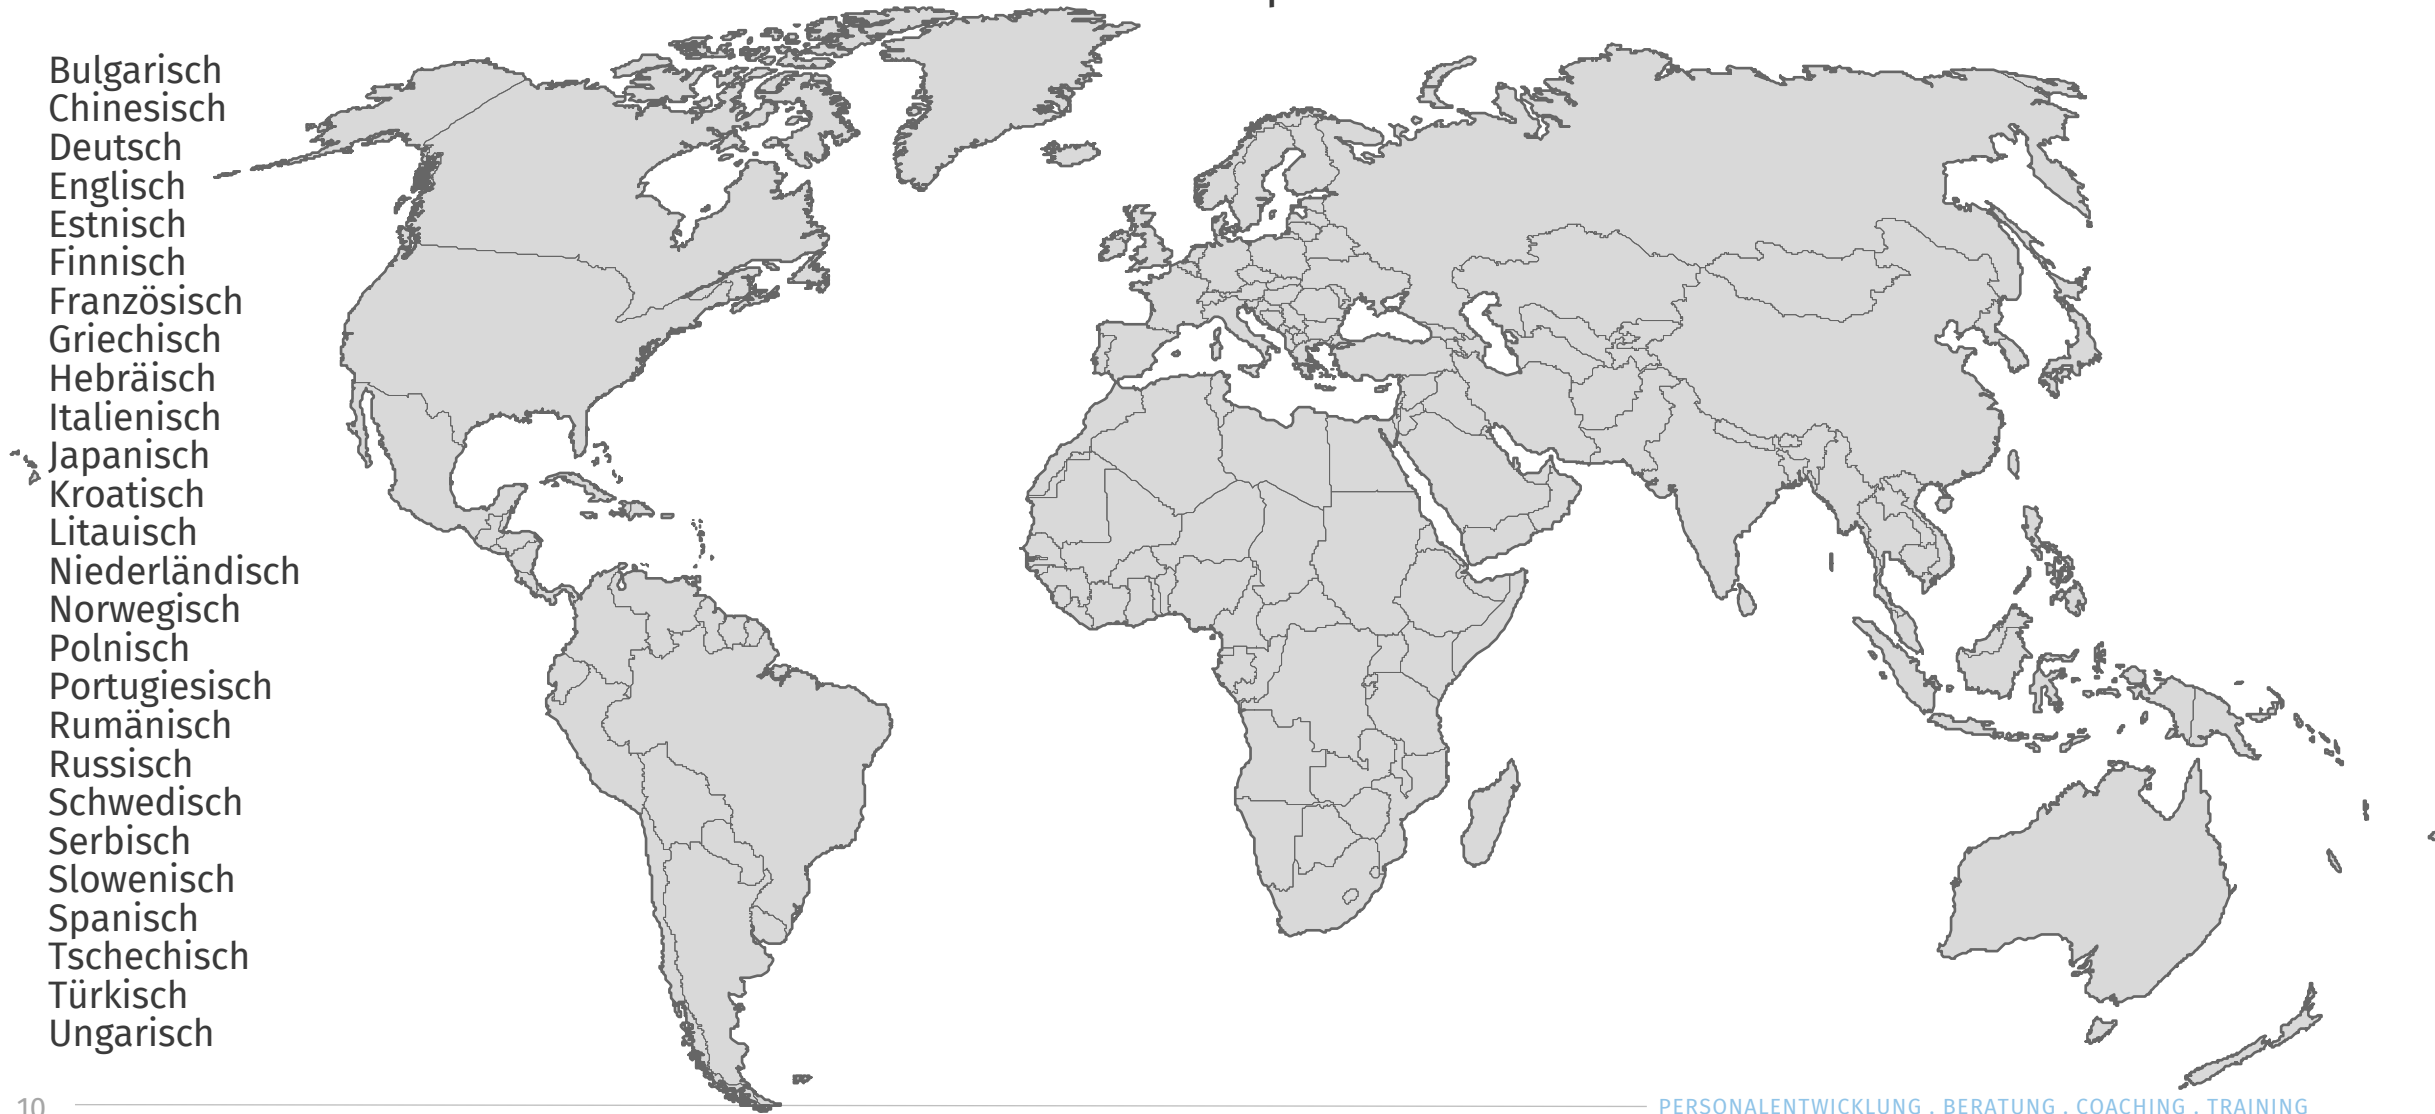 Bulgarisch
Chinesisch
Deutsch
Englisch
Estnisch
Finnisch
Französisch
Griechisch
Hebräisch
Italienisch
Japanisch
Kroatisch
Litauisch
Niederländisch
Norwegisch
Polnisch
Portugiesisch
Rumänisch
Russisch
Schwedisch
Serbisch
Slowenisch
Spanisch
Tschechisch
Türkisch
Ungarisch
10
PERSONALENTWICKLUNG . BERATUNG . COACHING . TRAINING